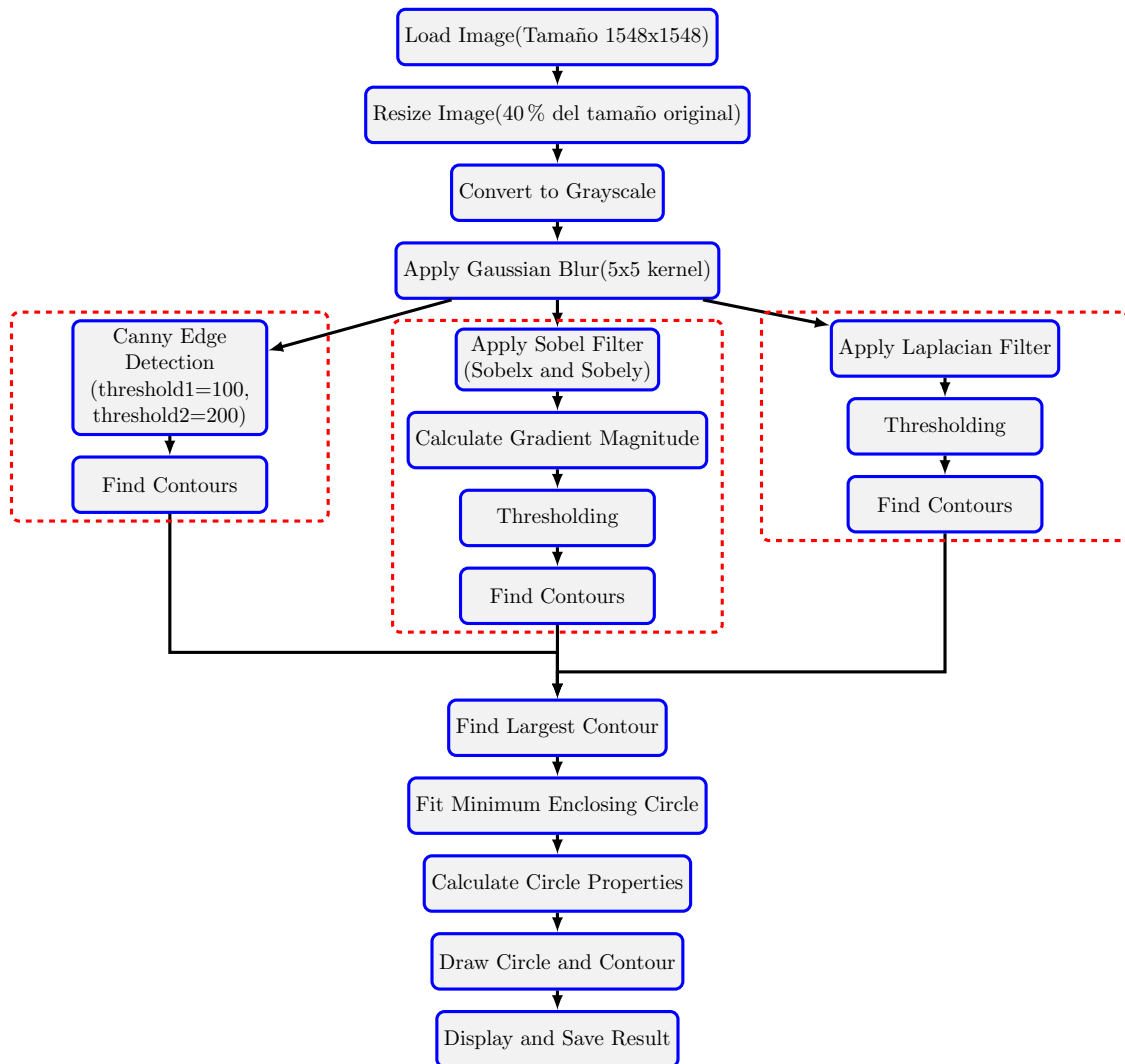 Load Image(Tamaño 1548x1548)
Resize Image(40 % del tamaño original)
Convert to Grayscale
Apply Gaussian Blur(5x5 kernel)
Canny Edge
Detection
(threshold1=100,
threshold2=200)
Find Contours
Apply Sobel Filter
(Sobelx and Sobely)
Calculate Gradient Magnitude
Thresholding
Find Contours
Apply Laplacian Filter
Thresholding
Find Contours
Find Largest Contour
Fit Minimum Enclosing Circle
Calculate Circle Properties
Draw Circle and Contour
Display and Save Result